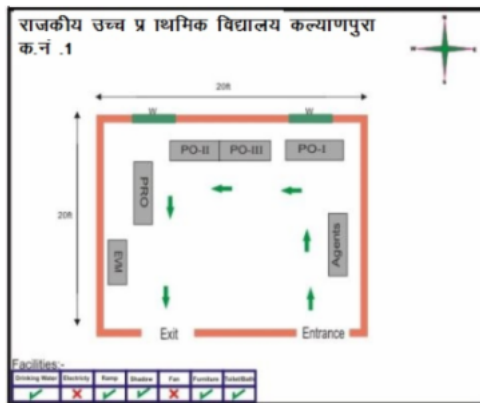 राजकीय उच्च प्र ाथमिक विद्यालय कल्याणपुरा
क.नं .1
20ft
W W
PO-II PO-III PO-I
PRO
20ft
Agents
EVM
Exit Entrance
Facilities:-
Drinking Water Electricity Ramp Shadow Fan Furniture Toilet/Bath